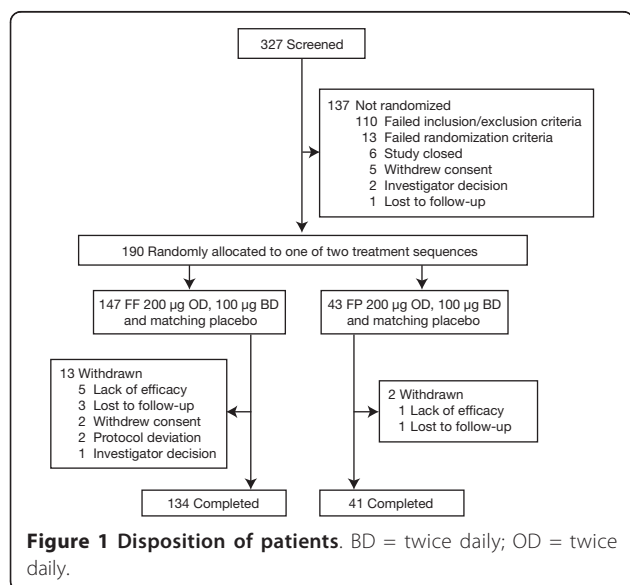 327 Screened
137 Not randomized
110 Failed inclusion/exclusion criteria
13 Failed randomization criteria
6 Study closed
5 Withdrew consent
2 Investigator decision
1 Lost to follow-up
190 Randomly allocated to one of two treatment sequences
147 FF 200 µg OD, 100 µg BD
and matching placebo
43 FP 200 µg OD, 100 µg BD
and matching placebo
13 Withdrawn
5 Lack of efficacy
3 Lost to follow-up
2 Withdrew consent
2 Protocol deviation
1 Investigator decision
2 Withdrawn
1 Lack of efficacy
1 Lost to follow-up
134 Completed
41 Completed
Figure 1 Disposition of patients. BD = twice daily; OD = twice
daily.